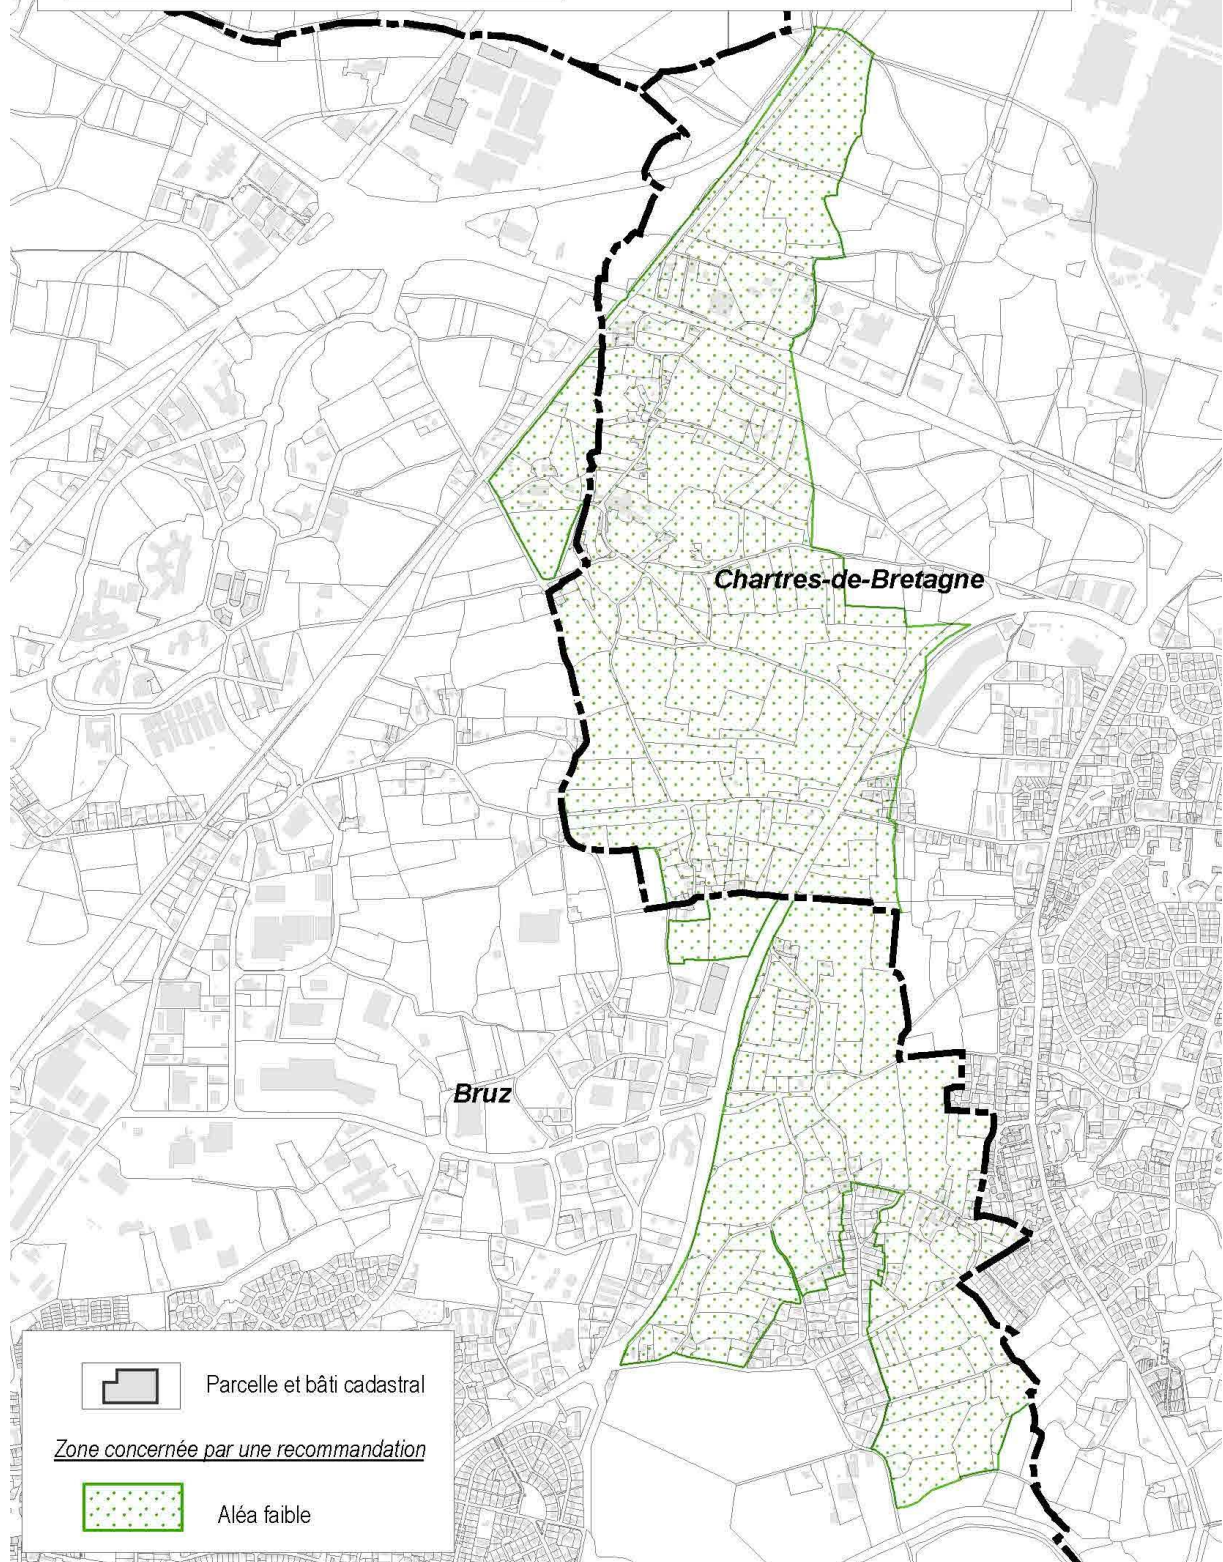 Chartres-de-Bretagne
Bruz
Parcelle et bâti cadastral
Zone concernée par une recommandation
Aléa faible